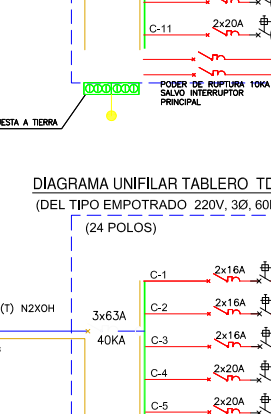 C-11 2x20A
PODER DE RUPTURA 10KA
SALVO INTERRUPTOR
PRINCIPAL
ESTA A TIERRA
DIAGRAMA UNIFILAR TABLERO TD
(DEL TIPO EMPOTRADO 220V, 3Ø, 60
(24 POLOS)
C-1 2x16A
(T) N2XOH
3x63A
C-2 2x16A
40KA
C-3 2x16A
C-4 2x20A
C-5 2x20A